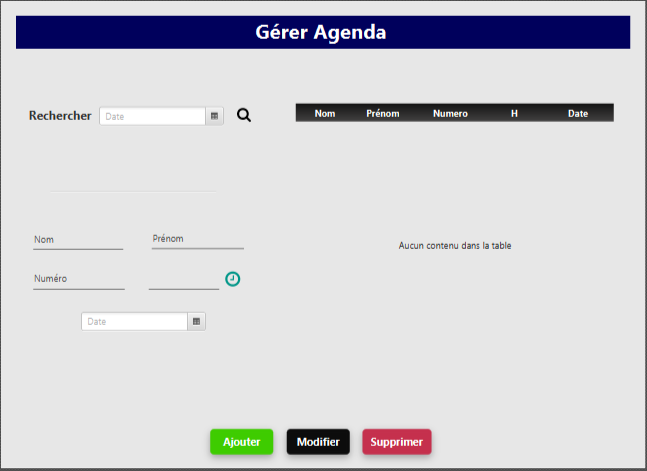 Gérer Agenda
Rechercher Date
Nom Prénom Numero H Date
Nom Prénom
Numéro
Date
Aucun contenu dans la table
Ajouter Modifier Supprimer